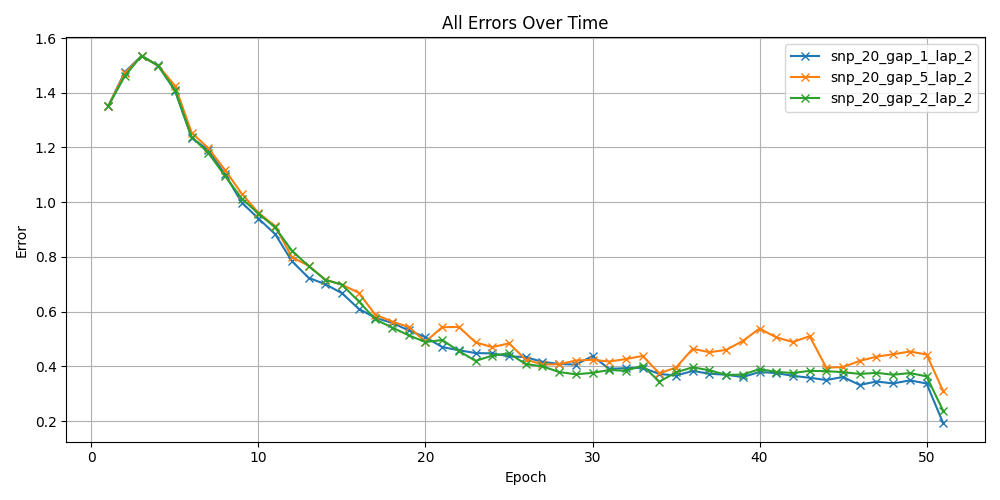 All Errors Over Time
snp_20_gap_1_lap_2
snp_20_gap_5_lap_2
snp_20_gap_2_lap_2
Error
1.6
1.4
1.2
1.0
0.8
0.6
0.4
0.2
0 10 20 30 40 50
Epoch